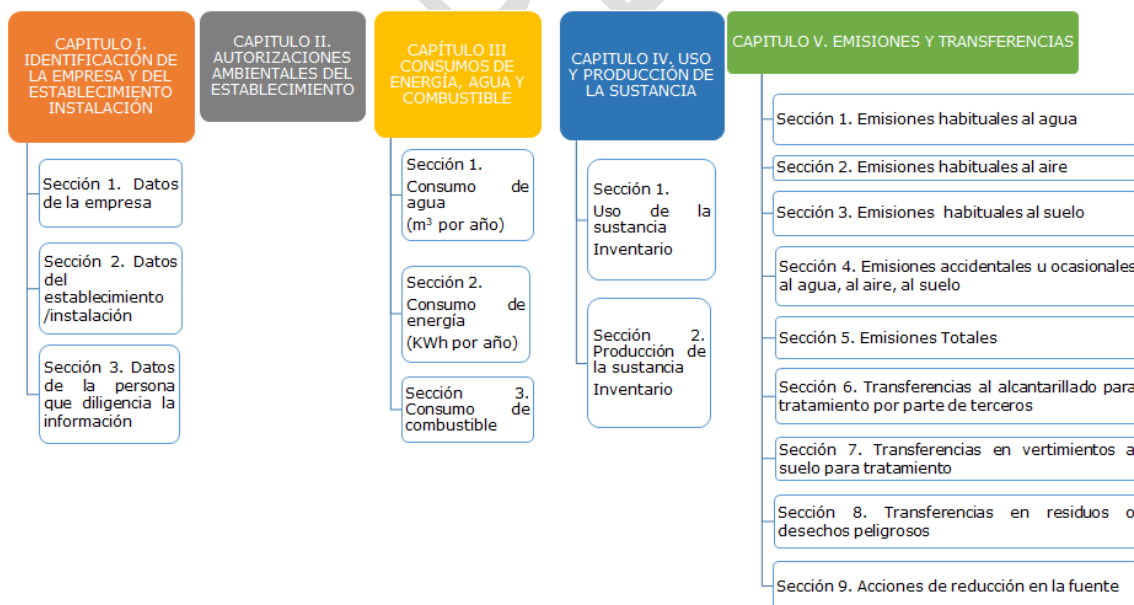 CAPITULO I.
IDENTIFICACIÓN DE
LA EMPRESA Y DEL
ESTABLECIMIENTO
INSTALACIÓN
Sección 1. Datos
de la empresa
Sección 2. Datos
del
establecimiento
/instalación
Sección 3. Datos
de la persona
que diligencia la
información
CAPITULO II.
AUTORIZACIONES
AMBIENTALES DEL
ESTABLECIMIENTO
CAPÍTULO III
CONSUMOS DE
ENERGÍA, AGUA Y
COMBUSTIBLE
Sección 1.
Consumo de
agua
(m³ por año)
Sección 2.
Consumo de
energía
(KWh por año)
Sección 3.
Consumo de
combustible
CAPITULO IV. USO
Y PRODUCCIÓN DE
LA SUSTANCIA
Sección 1.
Uso de la
sustancia
Inventario
Sección 2.
Producción de
la sustancia
Inventario
CAPITULO V. EMISIONES Y TRANSFERENCIAS
Sección 1. Emisiones habituales al agua
Sección 2. Emisiones habituales al aire
Sección 3. Emisiones habituales al suelo
Sección 4. Emisiones accidentales u ocasionales
al agua, al aire, al suelo
Sección 5. Emisiones Totales
Sección 6. Transferencias al alcantarillado para
tratamiento por parte de terceros
Sección 7. Transferencias en vertimientos a
suelo para tratamiento
Sección 8. Transferencias en residuos o
desechos peligrosos
Sección 9. Acciones de reducción en la fuente